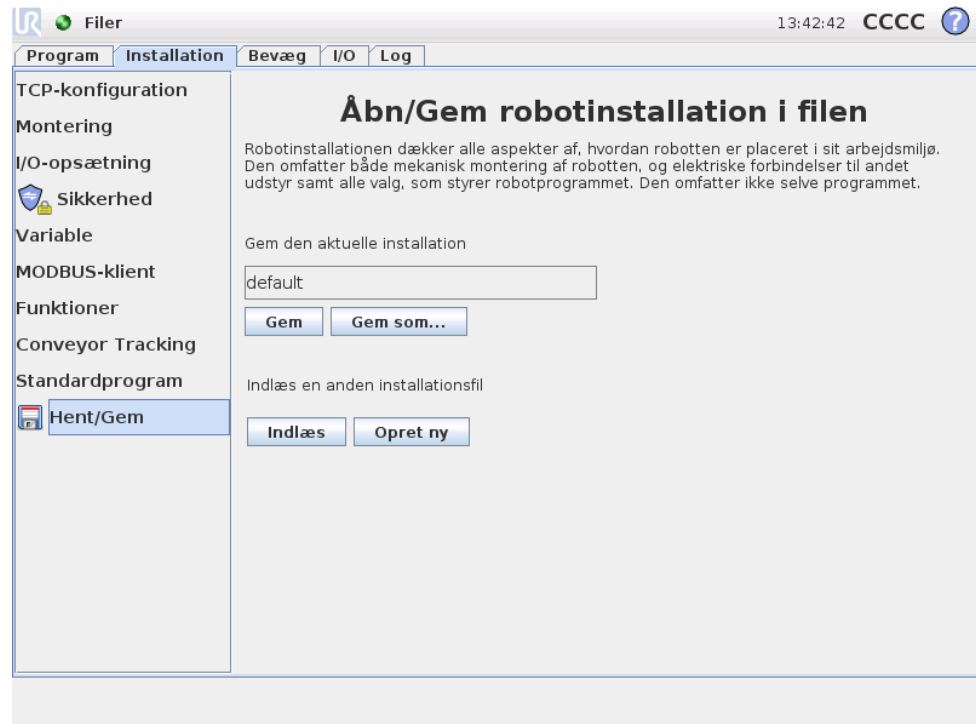 UR Filer 13:42:42 CCCC ?
Program Installation Bevæg I/O Log
TCP-konfiguration
Montering
I/O-opsætning
Sikkerhed
Variable
MODBUS-klient
Funktioner
Conveyor Tracking
Standardprogram
Hent/Gem
Åbn/Gem robotinstallation i filen
Robotinstallationen dækker alle aspekter af, hvordan robotten er placeret i sit arbejdsmiljø.
Den omfatter både mekanisk montering af robotten, og elektriske forbindelser til andet
udstyr samt alle valg, som styrer robotprogrammet. Den omfatter ikke selve programmet.
Gem den aktuelle installation
default
Gem Gem som...
Indlæs en anden installationsfil
Indlæs Opret ny